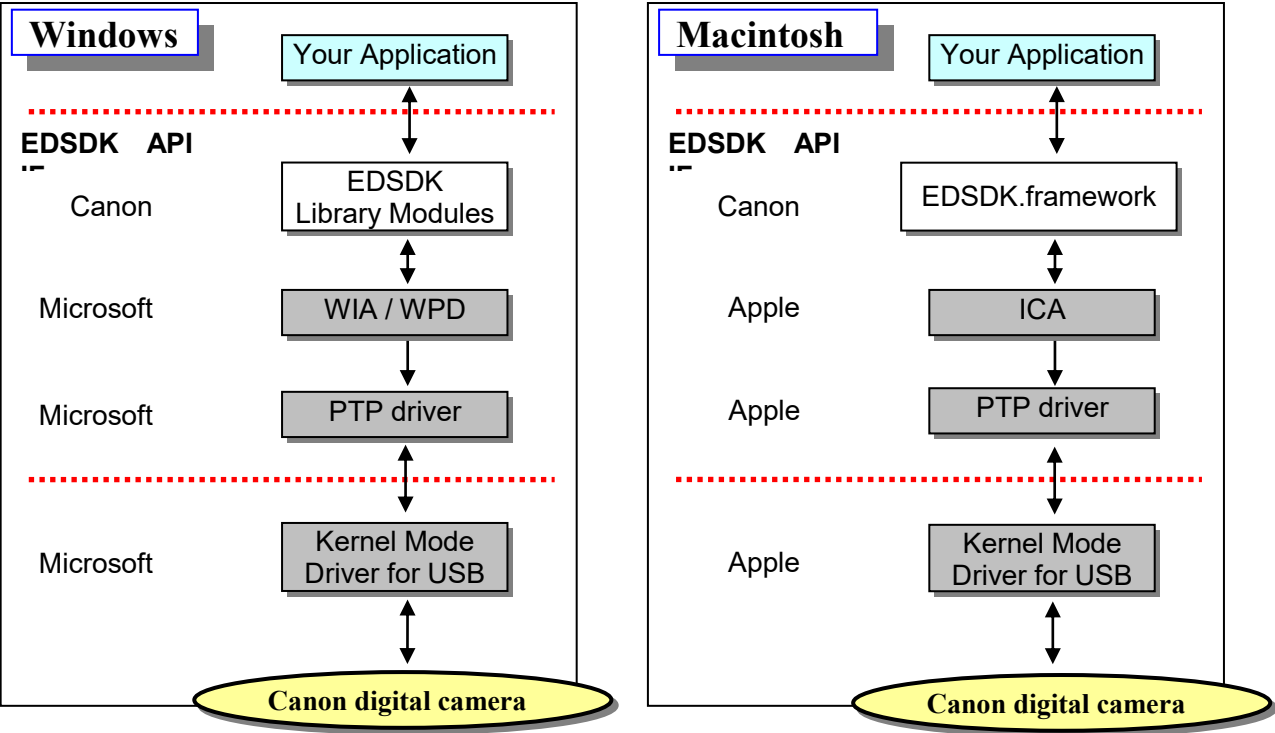 Windows
Your Application
EDSDK API
Canon
EDSDK
Library Modules
Microsoft
WIA / WPD
Microsoft
PTP driver
Microsoft
Kernel Mode
Driver for USB
Canon digital camera
Macintosh
Your Application
EDSDK API
Canon
EDSDK.framework
Apple
ICA
Apple
PTP driver
Apple
Kernel Mode
Driver for USB
Canon digital camera